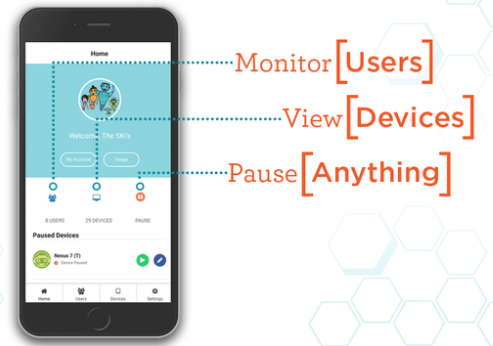 Home
Monitor [Users]
View [Devices]
Welcome, The SKi's
My Account
Usage
Pause [Anything]
8 USERS
29 DEVICES
PAUSE
Paused Devices
Nexus 7 (T)
Device Paused
Home
Users
Devices
Settings